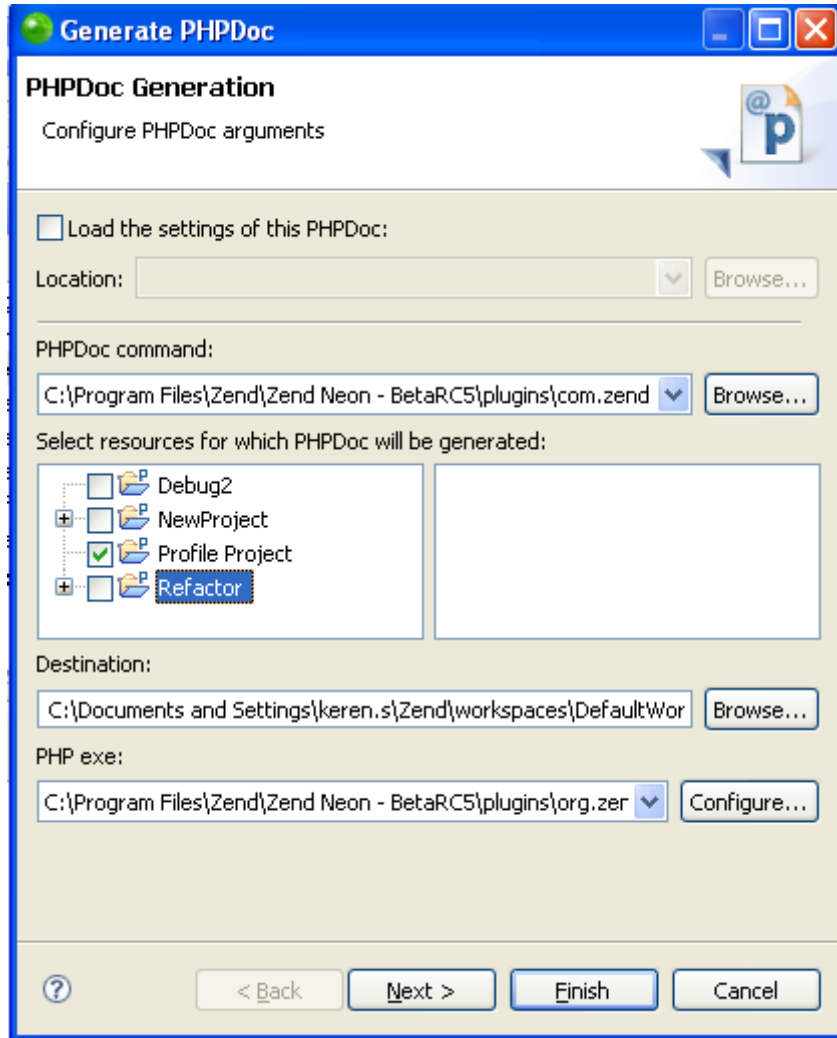 Generate PHPDoc
PHPDoc Generation
Configure PHPDoc arguments
@
p
Load the settings of this PHPDoc:
Location: Browse...
PHPDoc command:
C:\Program Files\Zend\Zend Neon - BetaRC5\plugins\com.zend Browse...
Select resources for which PHPDoc will be generated:
Debug2
NewProject
Profile Project
Refactor
Destination:
C:\Documents and Settings\keren.s\Zend\workspaces\DefaultWor Browse...
PHP exe:
C:\Program Files\Zend\Zend Neon - BetaRC5\plugins\org.zer Configure...
? < Back Next > Finish Cancel